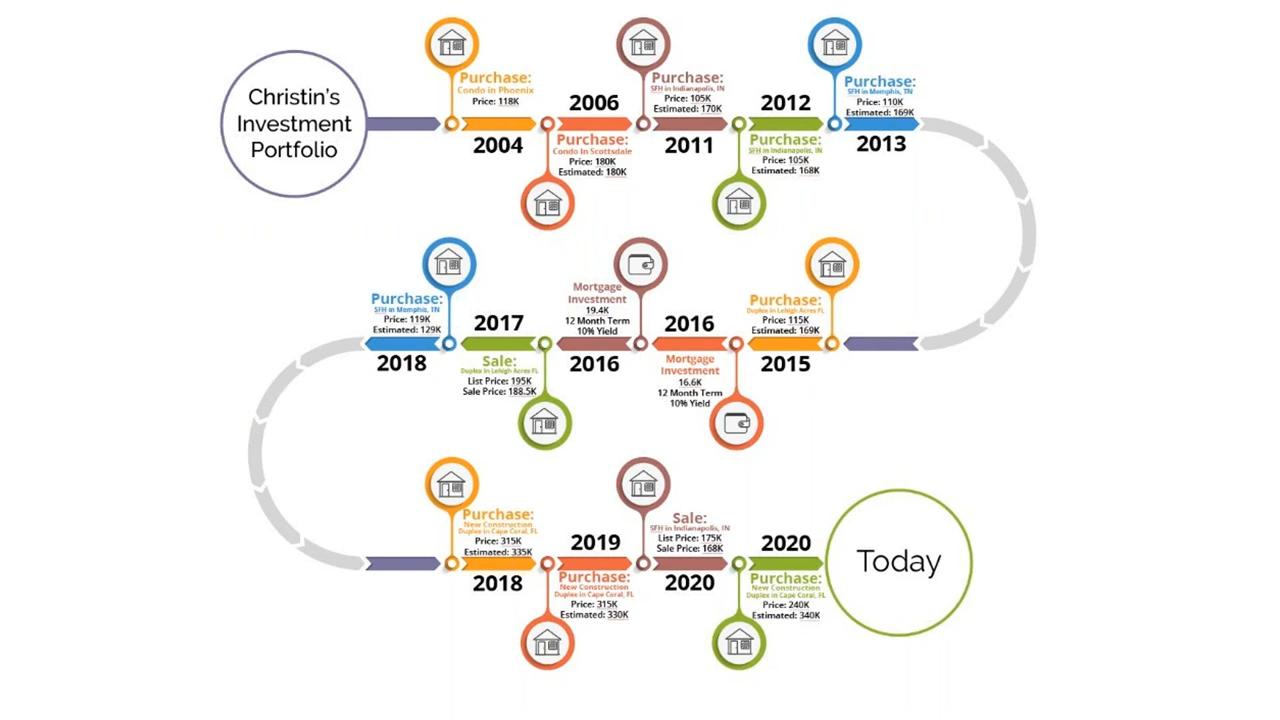 Christin's
Investment
Portfolio
Purchase:
Condo in Phoenix
Price: 118K
2004
2006
Purchase:
Condo in Scottsdale
Price: 180K
Estimated: 180K
Purchase:
SFH in Indianapolis, IN
Price: 105K
Estimated: 170K
2011
2012
Purchase:
SFH in Indianapolis, IN
Price: 105K
Estimated: 168K
Purchase:
SFH in Memphis, TN
Price: 110K
Estimated: 169K
2013
Purchase:
Duplex in Lehigh Acres FL
Price: 115K
Estimated: 169K
2015
2016
Mortgage
Investment
16.6K
12 Month Term
10% Yield
Mortgage
Investment
19.4K
12 Month Term
10% Yield
2016
2017
Sale:
Duplex in Lehigh Acres FL
List Price: 195K
Sale Price: 188.5K
Purchase:
SFH in Memphis, TN
Price: 119K
Estimated: 129K
2018
Purchase:
New Construction
Duplex in Cape Coral, FL
Price: 315K
Estimated: 335K
2018
2019
Purchase:
New Construction
Duplex in Cape Coral, FL
Price: 315K
Estimated: 330K
Sale:
SFH in Indianapolis, IN
List Price: 175K
Sale Price: 168K
2020
2020
Purchase:
New Construction
Duplex in Cape Coral, FL
Price: 240K
Estimated: 340K
Today